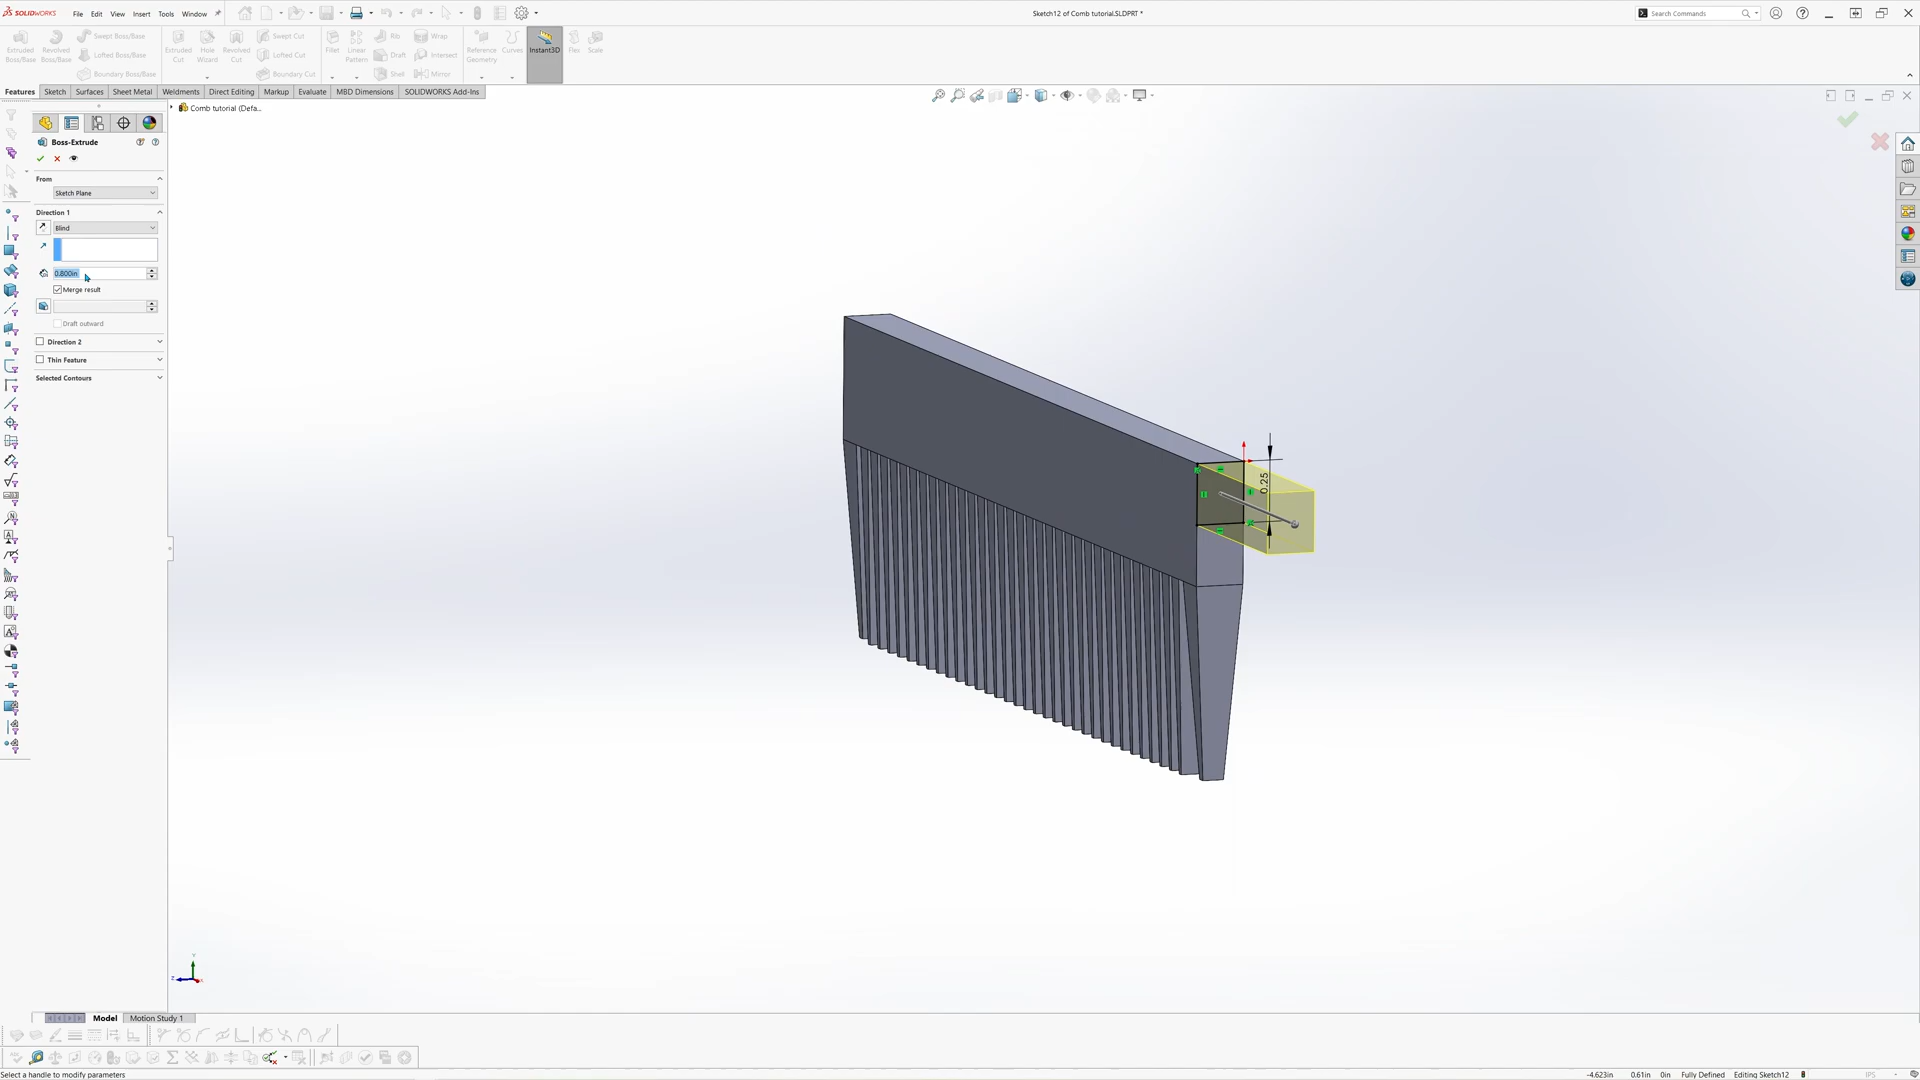 SOLIDWORKS File Edit View Insert Tools Window Sketch12 of Comb tutorial.SLDPRT * Search Commands
Extruded Boss/Base
Revolved Boss/Base
Swept Boss/Base
Lofted Boss/Base
Boundary Boss/Base
Extruded Cut
Hole Wizard
Revolved Cut
Swept Cut
Lofted Cut
Boundary Cut
Fillet
Linear Pattern
Rib
Draft
Shell
Wrap
Intersect
Mirror
Reference Geometry
Curves
Instant3D
Flex
Scale
Features Sketch Surfaces Sheet Metal Weldments Direct Editing Markup Evaluate MBD Dimensions SOLIDWORKS Add-Ins
Comb tutorial (Defa...
Boss-Extrude
From
Sketch Plane
Direction 1
Blind
0.800in
Merge result
Draft outward
Direction 2
Thin Feature
Selected Contours
0.25
Model Motion Study 1
Select a handle to modify parameters -4.623in 0.61in 0in Fully Defined Editing Sketch12 IPS